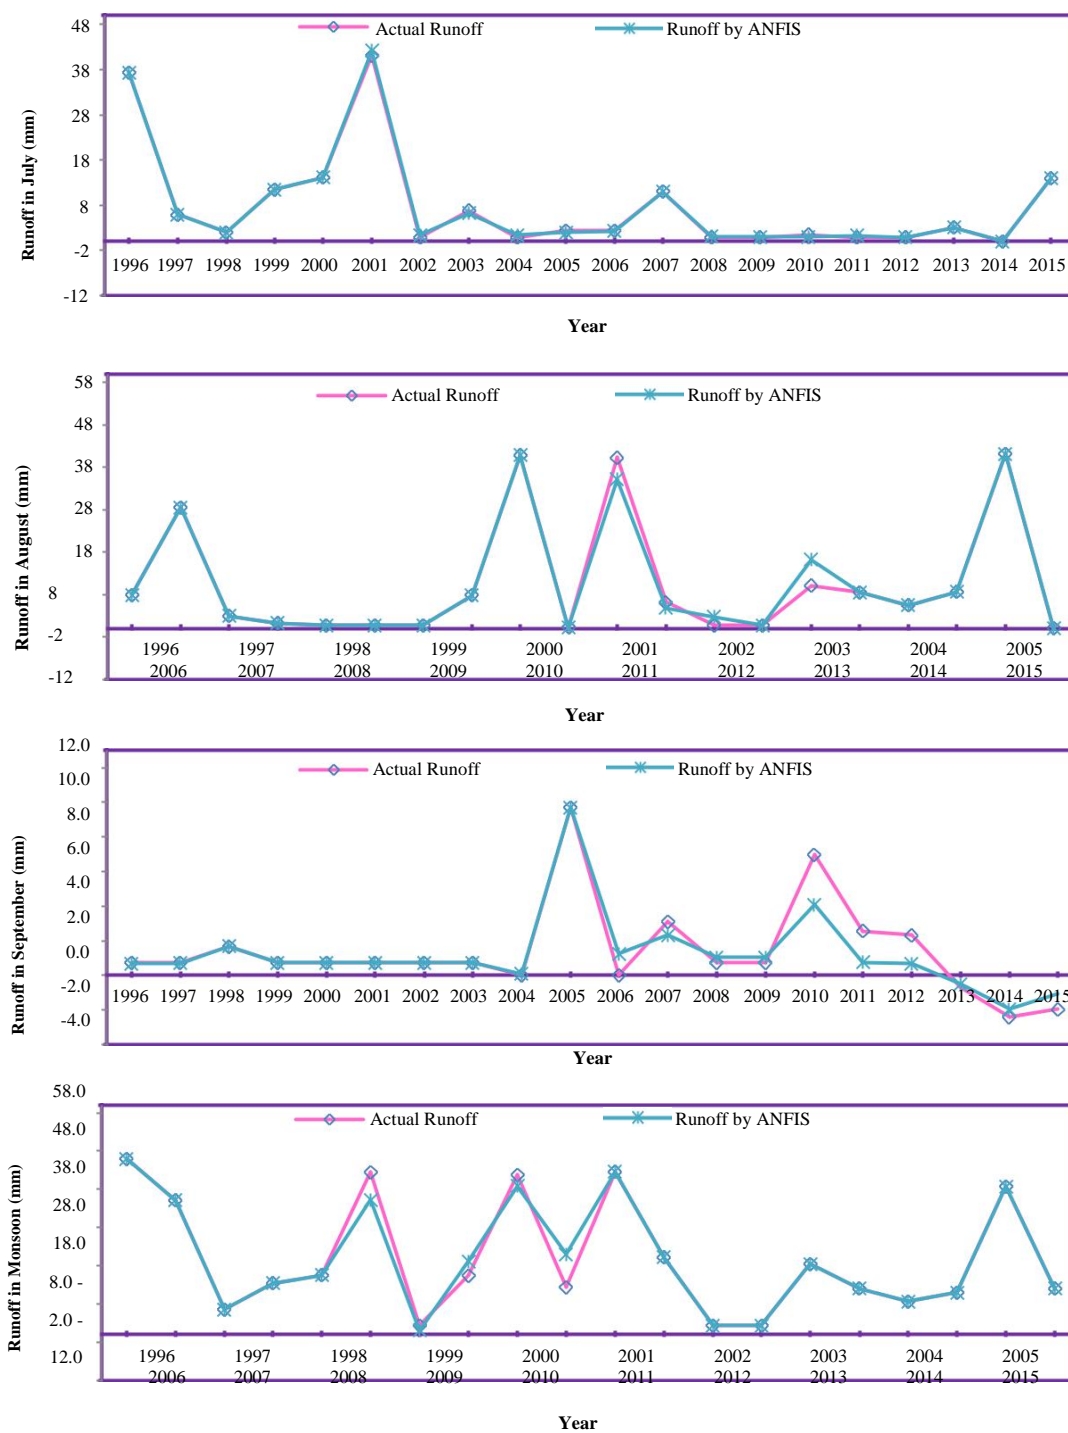 48
Actual Runoff
Runoff by ANFIS
38
28
18
8
-2
-12
Runoff in July (mm)
1996 1997 1998 1999 2000 2001 2002 2003 2004 2005 2006 2007 2008 2009 2010 2011 2012 2013 2014 2015
Year
58
Actual Runoff
Runoff by ANFIS
48
38
28
18
8
-2
-12
Runoff in August (mm)
1996 1997 1998 1999 2000 2001 2002 2003 2004 2005
2006 2007 2008 2009 2010 2011 2012 2013 2014 2015
Year
12.0
Actual Runoff
Runoff by ANFIS
10.0
8.0
6.0
4.0
2.0
0.0
-2.0
-4.0
Runoff in September (mm)
1996 1997 1998 1999 2000 2001 2002 2003 2004 2005 2006 2007 2008 2009 2010 2011 2012 2013 2014 2015
Year
58.0
Actual Runoff
Runoff by ANFIS
48.0
38.0
28.0
18.0
8.0 -
2.0 -
12.0
Runoff in Monsoon (mm)
1996 1997 1998 1999 2000 2001 2002 2003 2004 2005
2006 2007 2008 2009 2010 2011 2012 2013 2014 2015
Year